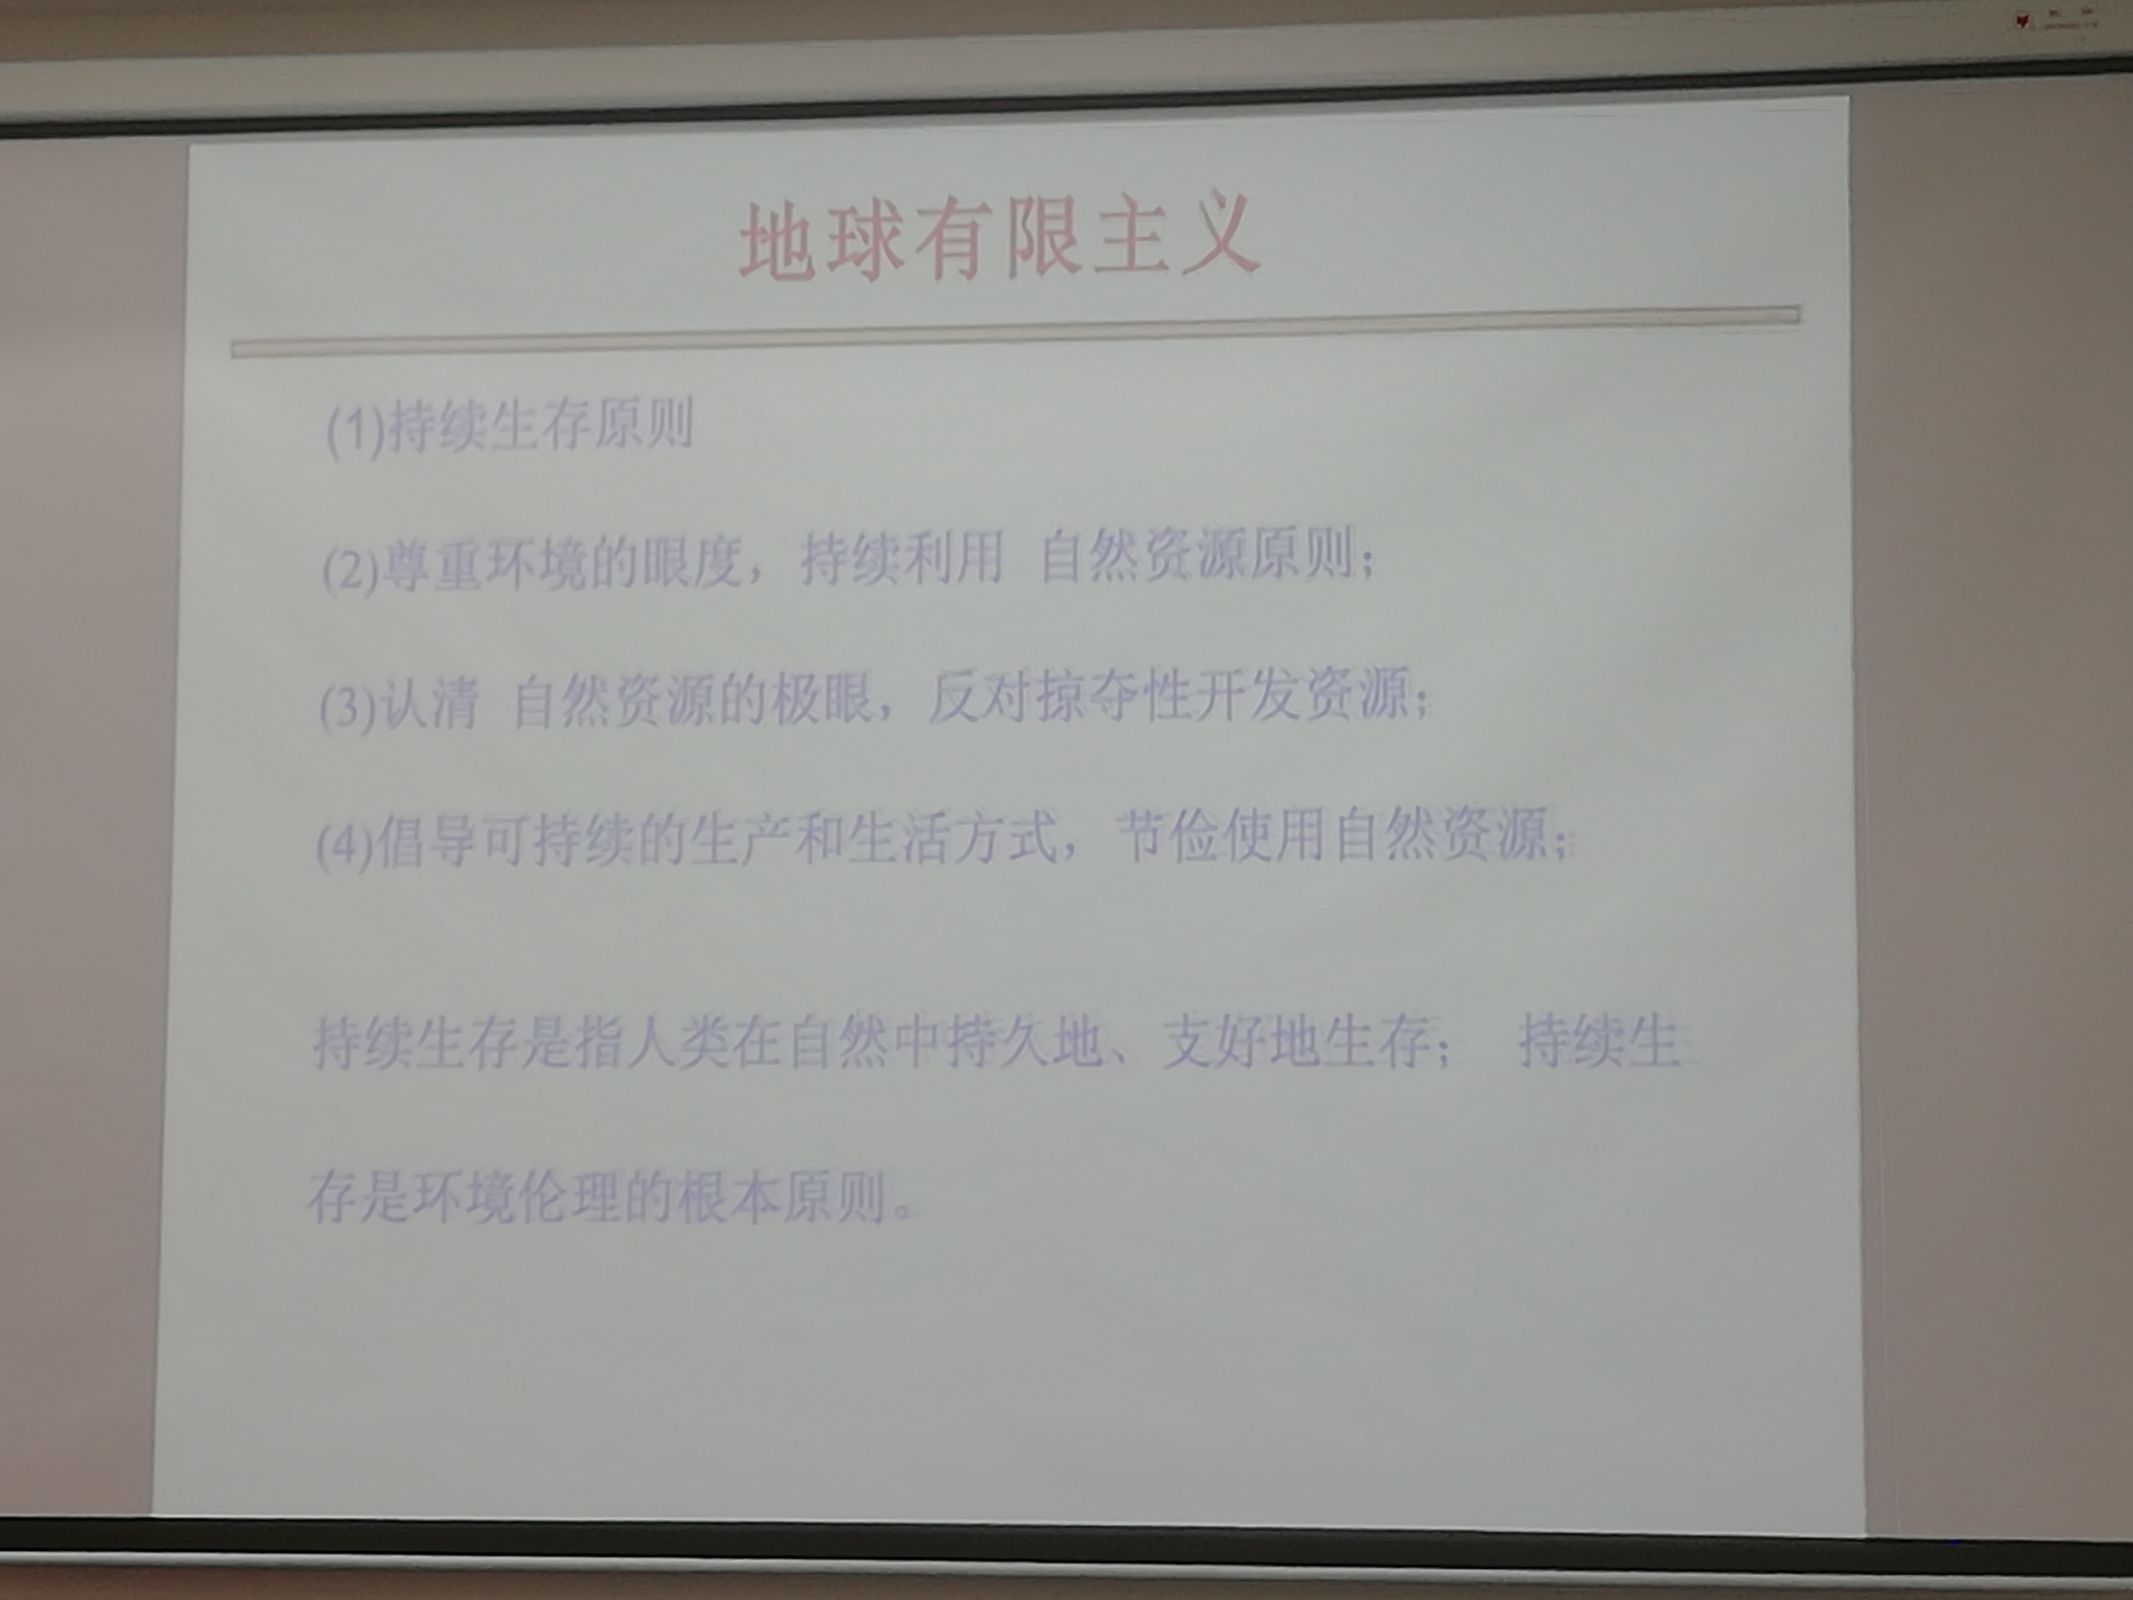 地球有限主义
(1)持续生存原则
(2)尊重环境的眼度，持续利用 自然资源原则；
(3)认清 自然资源的极眼，反对掠夺性开发资源；
(4)倡导可持续的生产和生活方式，节俭使用自然资源；
持续生存是指人类在自然中持久地、支好地生存； 持续生
存是环境伦理的根本原则。